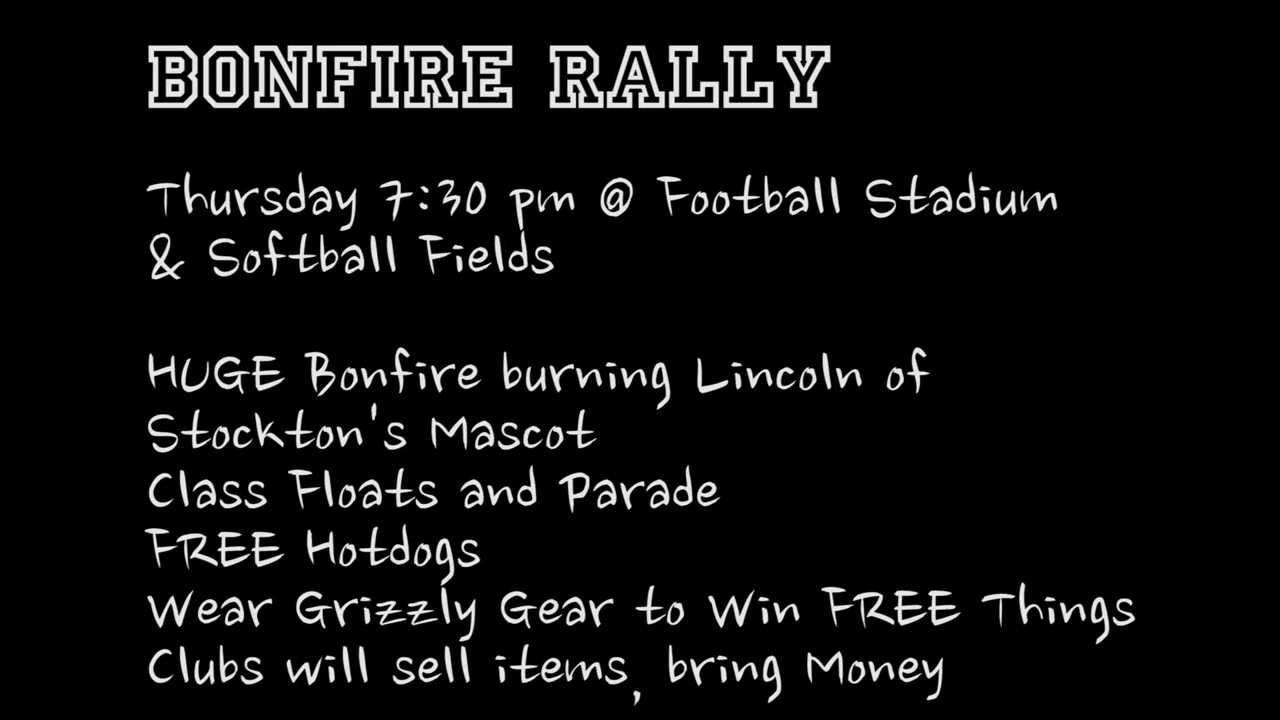 BONFIRE RALLY
Thursday 7:30 pm @ Football Stadium
& Softball Fields
HUGE Bonfire burning Lincoln of
Stockton's Mascot
Class Floats and Parade
FREE Hotdogs
Wear Grizzly Gear to Win FREE Things
Clubs will sell items, bring Money